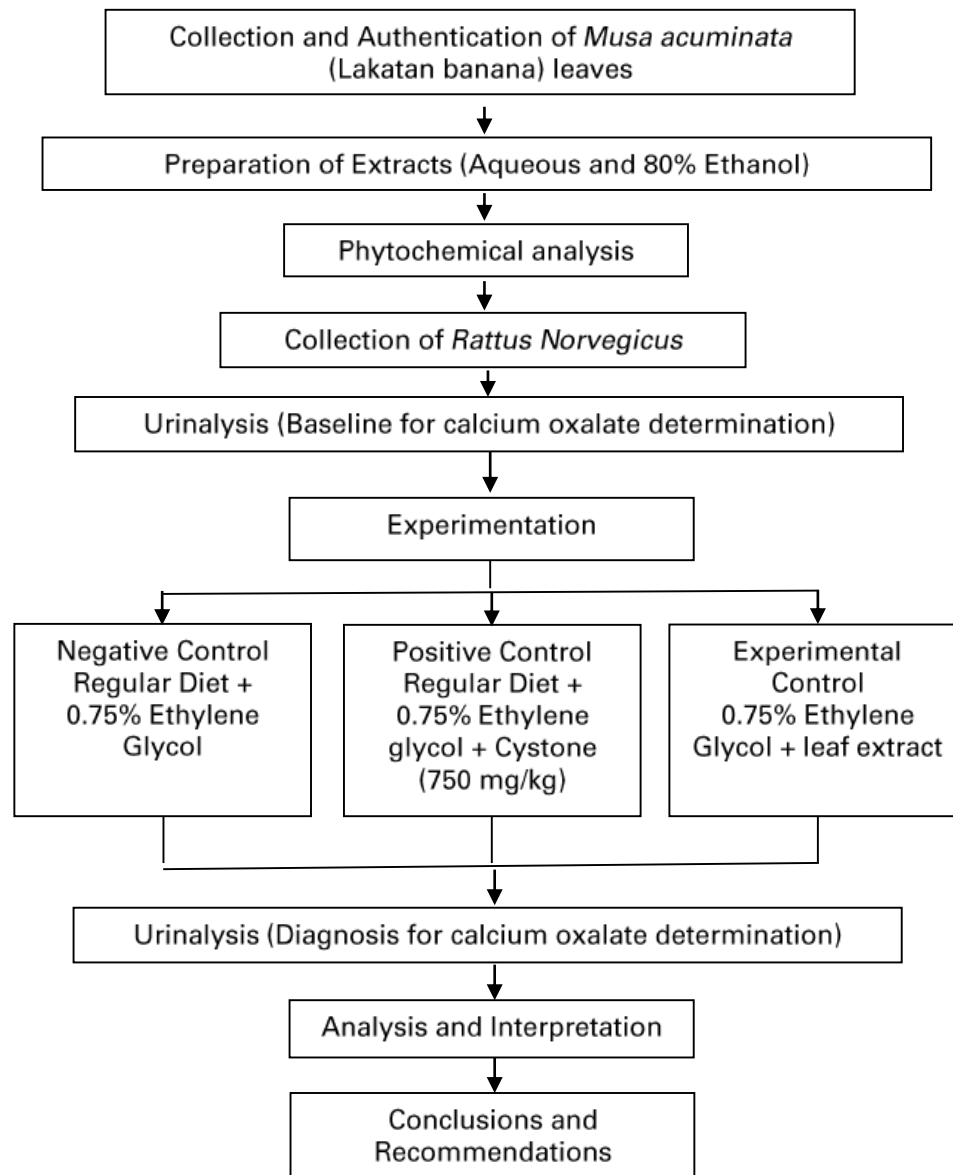 Collection and Authentication of Musa acuminata
(Lakatan banana) leaves
Preparation of Extracts (Aqueous and 80% Ethanol)
Phytochemical analysis
Collection of Rattus Norvegicus
Urinalysis (Baseline for calcium oxalate determination)
Experimentation
Negative Control
Regular Diet +
0.75% Ethylene
Glycol
Positive Control
Regular Diet +
0.75% Ethylene
glycol + Cystone
(750 mg/kg)
Experimental
Control
0.75% Ethylene
Glycol + leaf extract
Urinalysis (Diagnosis for calcium oxalate determination)
Analysis and Interpretation
Conclusions and
Recommendations